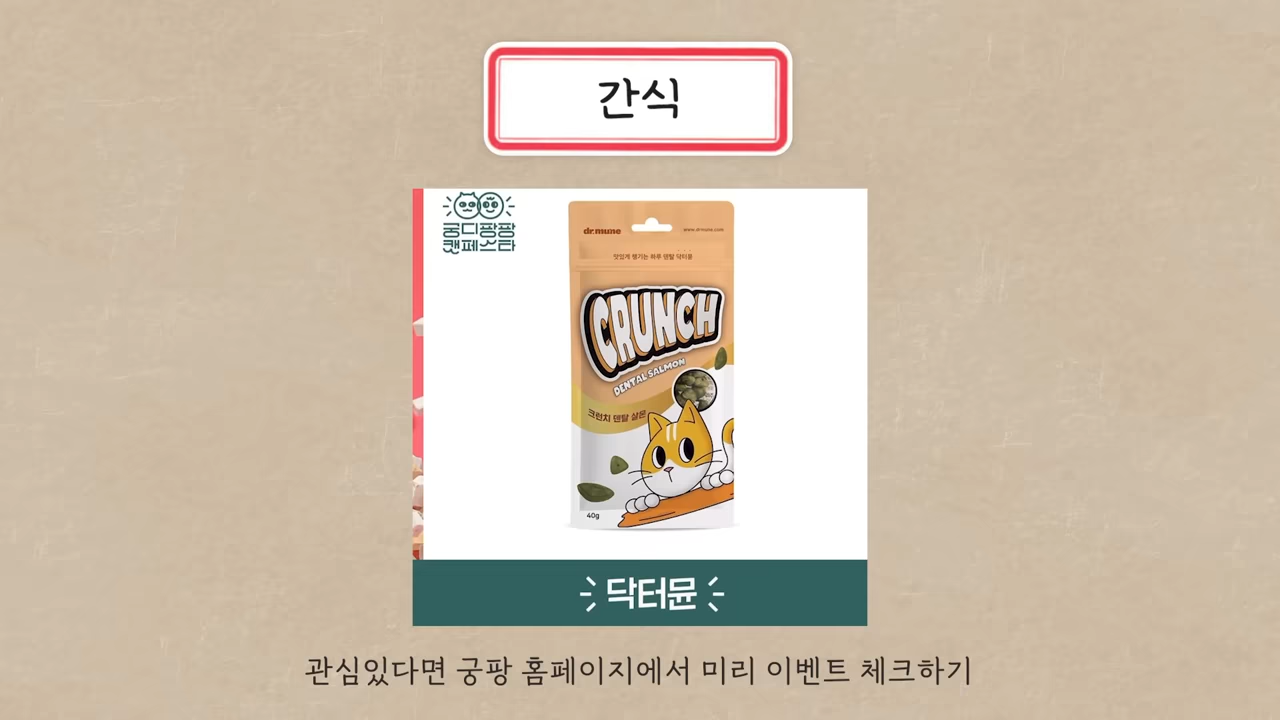 간식
궁디팡팡
캣페스타
dr.mune
www.drmune.com
맛있게 챙기는 하루 덴탈 닥터뮨
CRUNCH
DENTAL SALMON
크런치 덴탈 살몬
40g
닥터뮨
관심있다면 궁팡 홈페이지에서 미리 이벤트 체크하기